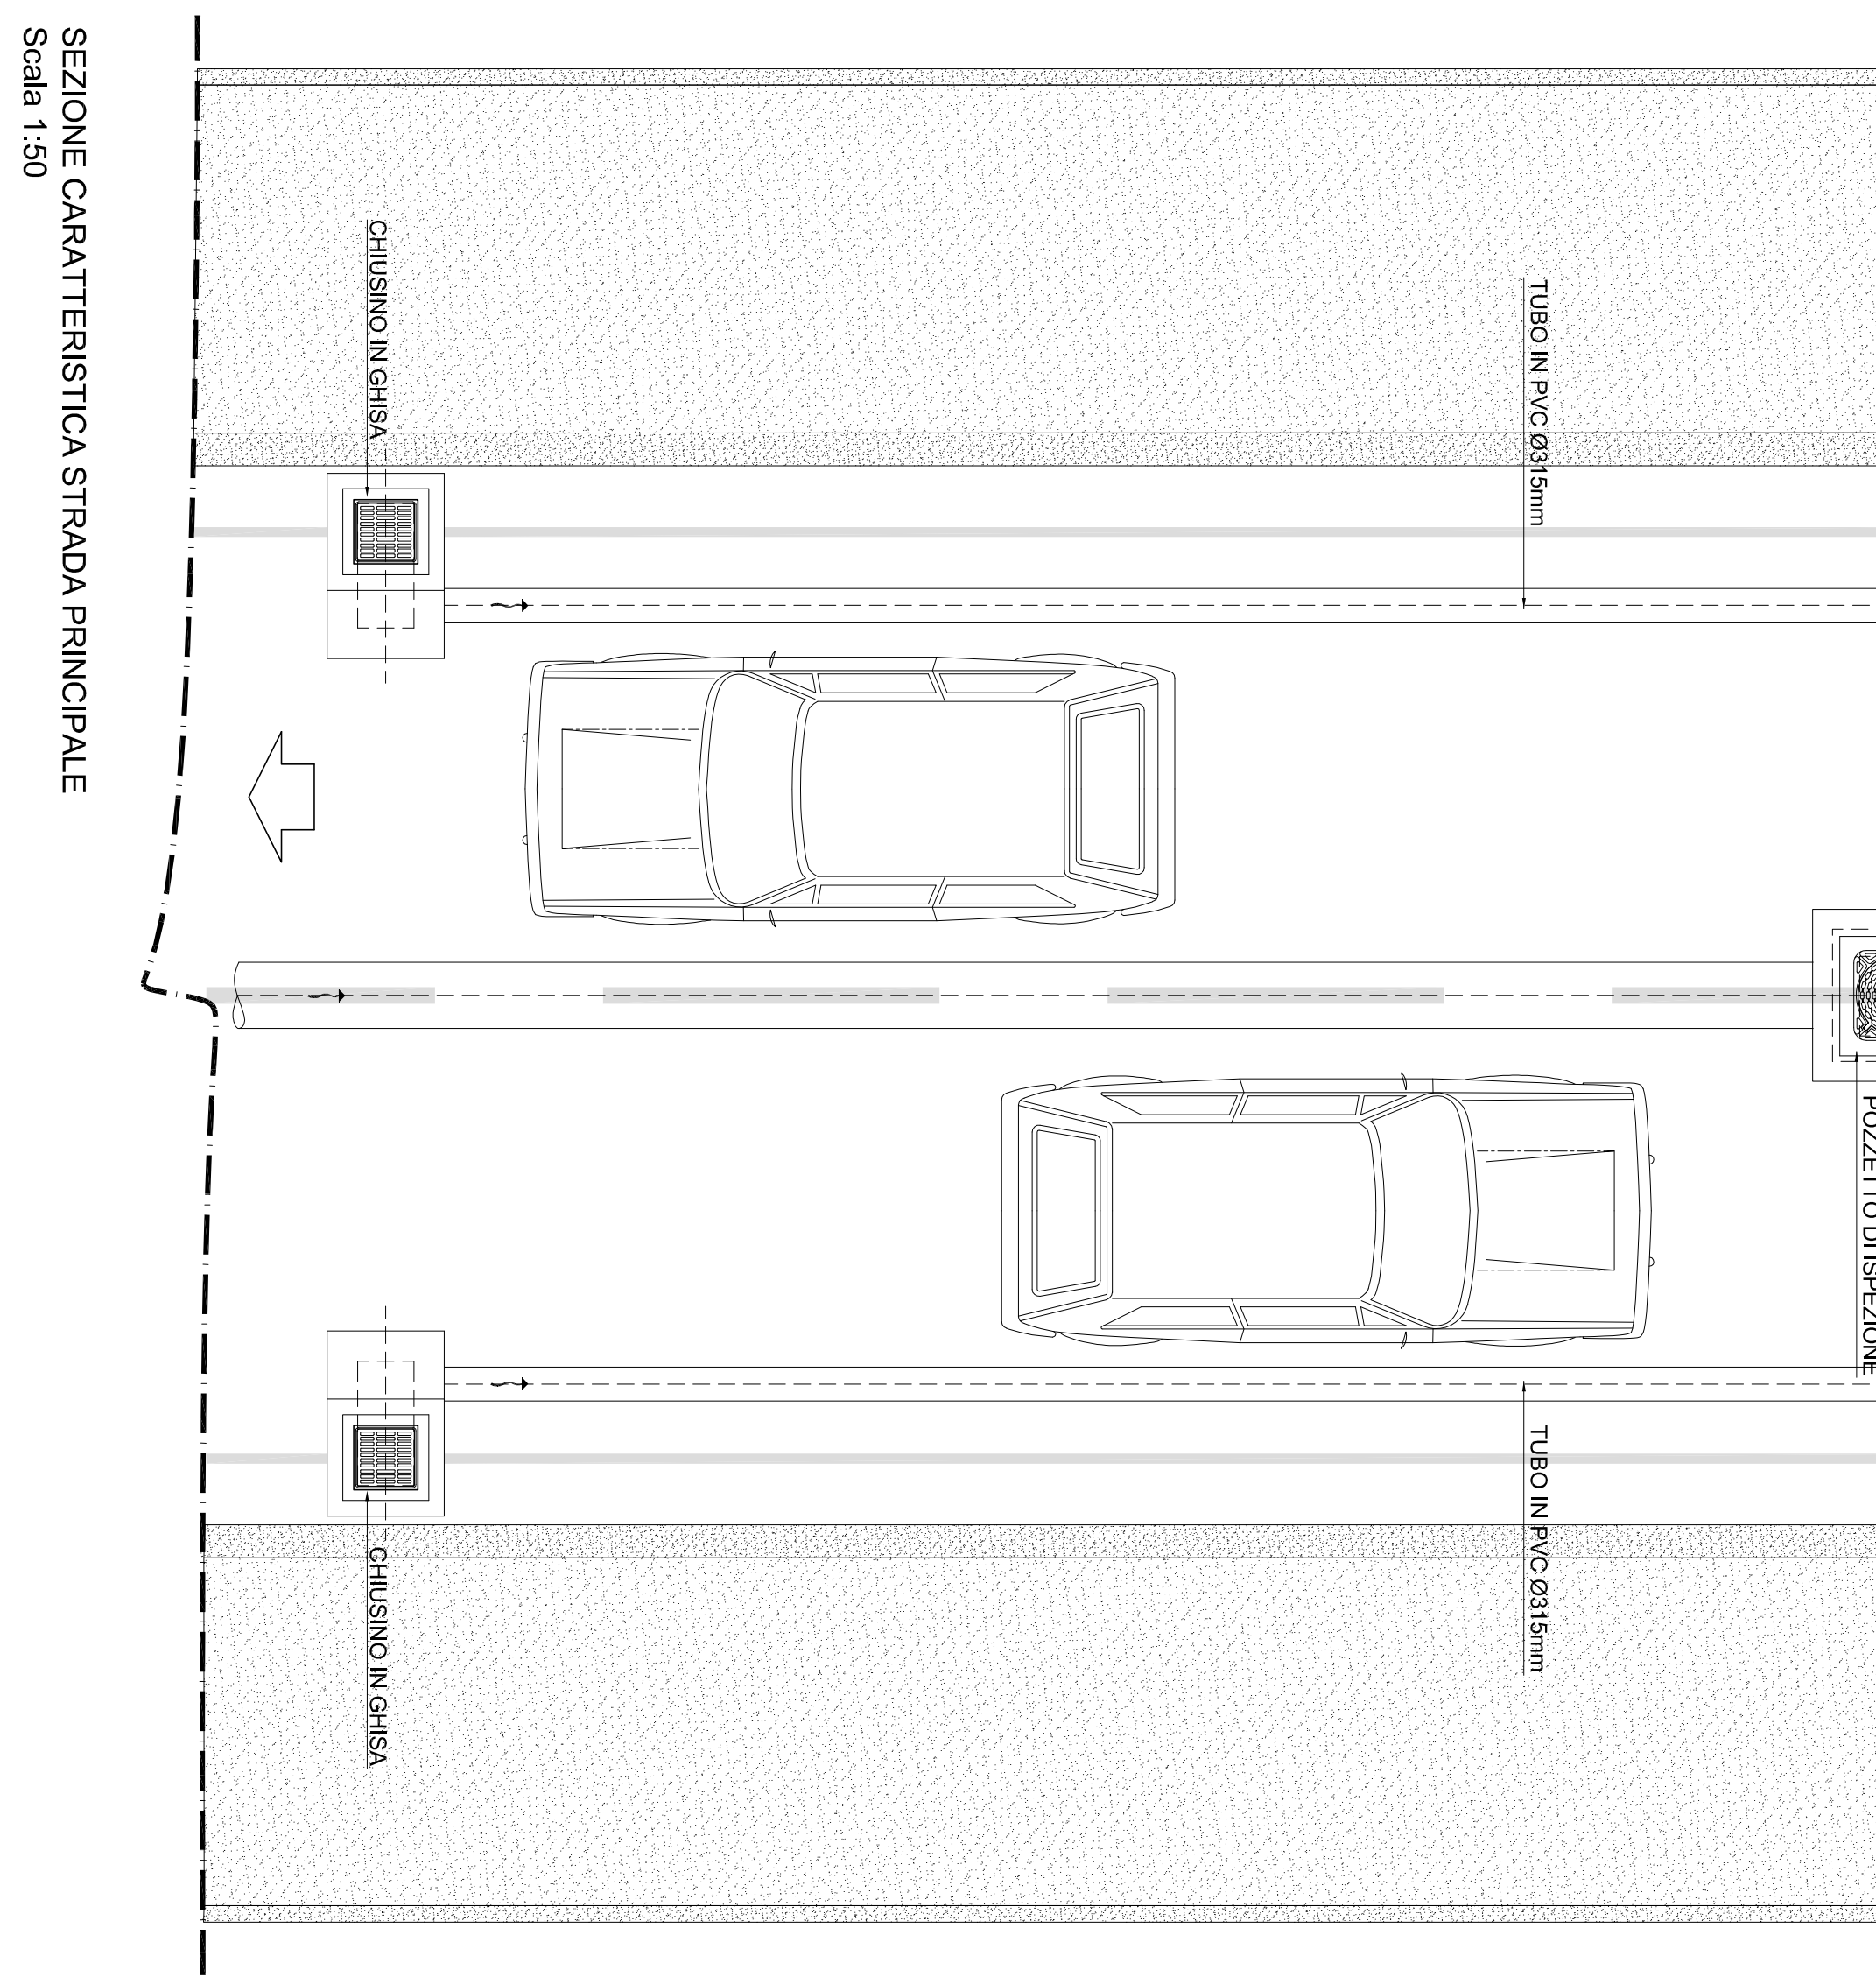 SEZIONE CARATTERISTICA STRADA PRINCIPALE
Scala 1:50
CHIUSINO IN GHISA
TUBO IN PVC Ø315mm
POZZETTO DI ISPEZIONE
CHIUSINO IN GHISA
TUBO IN PVC Ø315mm